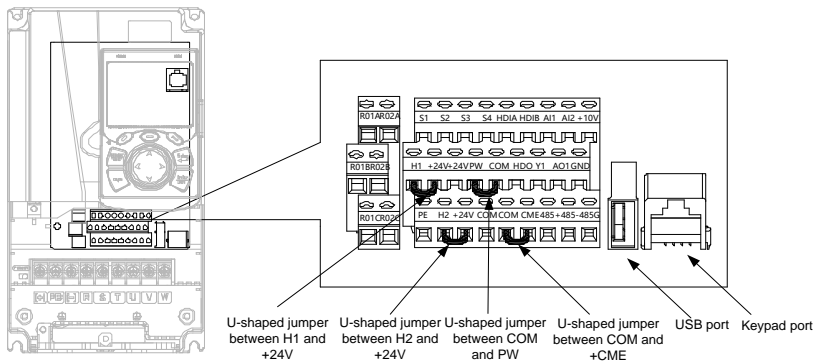 R01A R02A
S1 S2 S3 S4 HDIA HDIB AI1 AI2 +10V
R01B R02B
H1 +24V +24V PW COM HDO Y1 AO1 GND
R01C R02C
PE H2 +24V COM COM CME 485+ 485- 485G
(+) PB (-) R S T U V W
U-shaped jumper
between H1 and
+24V
U-shaped jumper
between H2 and
+24V
U-shaped jumper
between COM
and PW
U-shaped jumper
between COM and
+CME
USB port
Keypad port